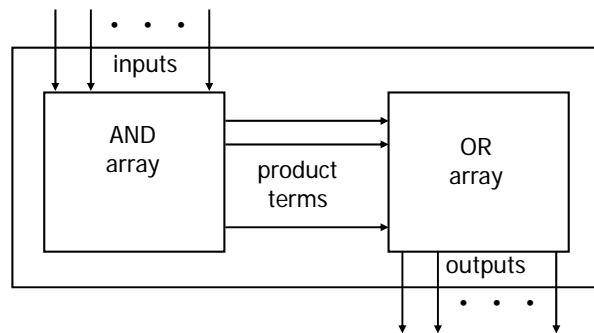 inputs
AND
array
product
terms
OR
array
outputs